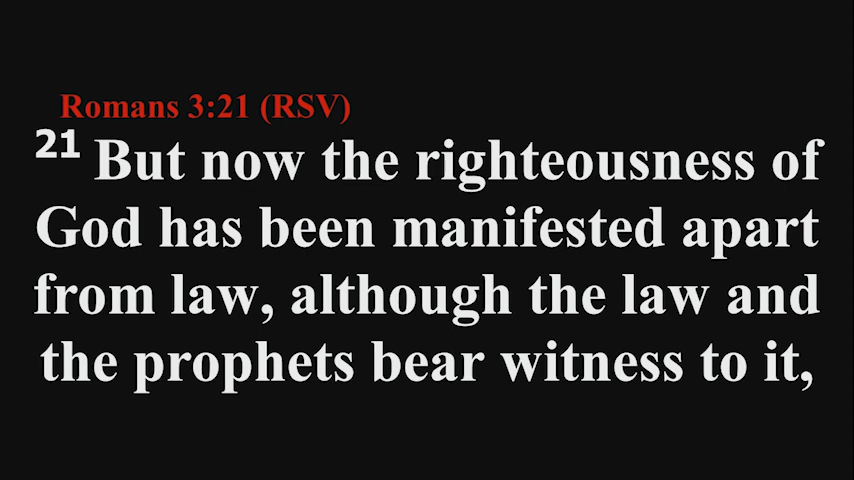 Romans 3:21 (RSV)
21 But now the righteousness of
God has been manifested apart
from law, although the law and
the prophets bear witness to it,